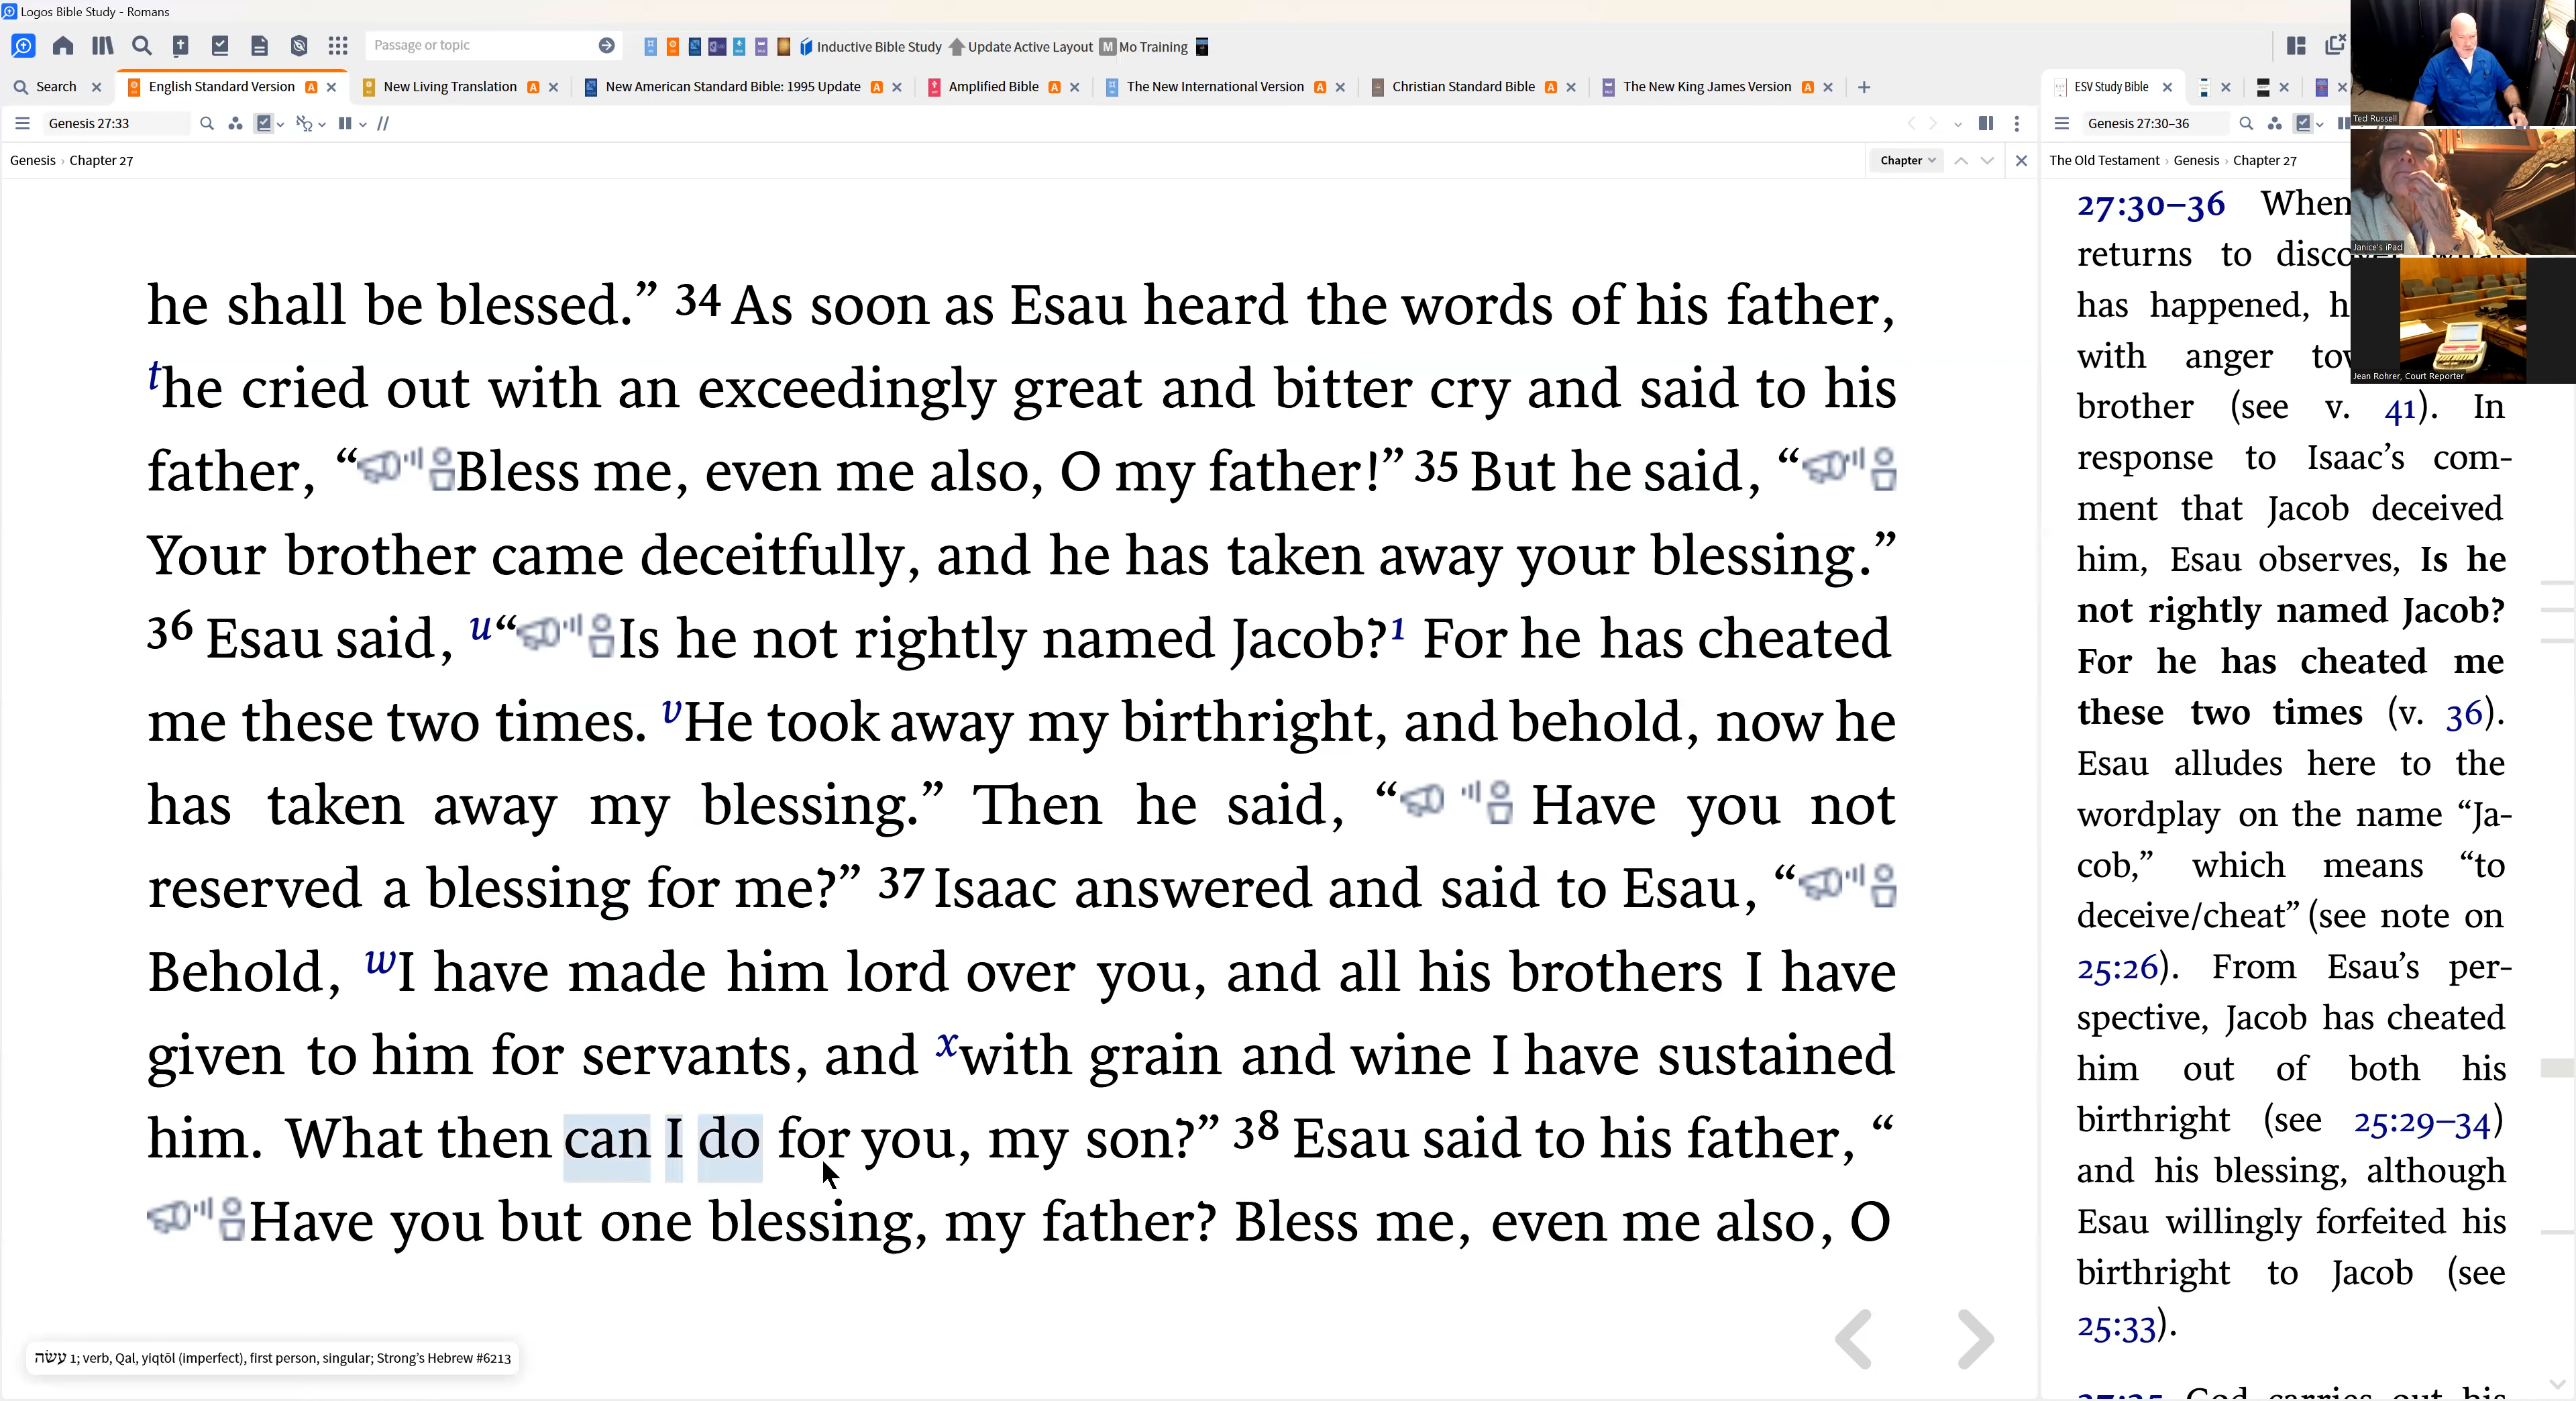 Logos Bible Study - Romans
Passage or topic
Inductive Bible Study
Update Active Layout
M Mo Training
Search
English Standard Version A
New Living Translation A
New American Standard Bible: 1995 Update A
Amplified Bible A
The New International Version A
Christian Standard Bible A
The New King James Version A
ESV Study Bible
Genesis 27:33
Genesis › Chapter 27
Chapter
he shall be blessed.” 34 As soon as Esau heard the words of his father,
the cried out with an exceedingly great and bitter cry and said to his
father, “Bless me, even me also, O my father!” 35 But he said, “
Your brother came deceitfully, and he has taken away your blessing.”
36 Esau said, u“Is he not rightly named Jacob?1 For he has cheated
me these two times. vHe took away my birthright, and behold, now he
has taken away my blessing.” Then he said, “ Have you not
reserved a blessing for me?” 37 Isaac answered and said to Esau, “
Behold, wI have made him lord over you, and all his brothers I have
given to him for servants, and xwith grain and wine I have sustained
him. What then can I do for you, my son?” 38 Esau said to his father, “
Have you but one blessing, my father? Bless me, even me also, O
עשׂה 1; verb, Qal, yiqtōl (imperfect), first person, singular; Strong’s Hebrew #6213
Genesis 27:30–36
The Old Testament › Genesis › Chapter 27
27:30–36 When
returns to
has happened,
with anger
brother (see v. 41). In
response to Isaac’s com-
ment that Jacob deceived
him, Esau observes, Is he
not rightly named Jacob?
For he has cheated me
these two times (v. 36).
Esau alludes here to the
wordplay on the name “Ja-
cob,” which means “to
deceive/cheat” (see note on
25:26). From Esau’s per-
spective, Jacob has cheated
him out of both his
birthright (see 25:29–34)
and his blessing, although
Esau willingly forfeited his
birthright to Jacob (see
25:33).
God carries out his
Ted Russell
Janice's iPad
Jean Rohrer, Court Reporter